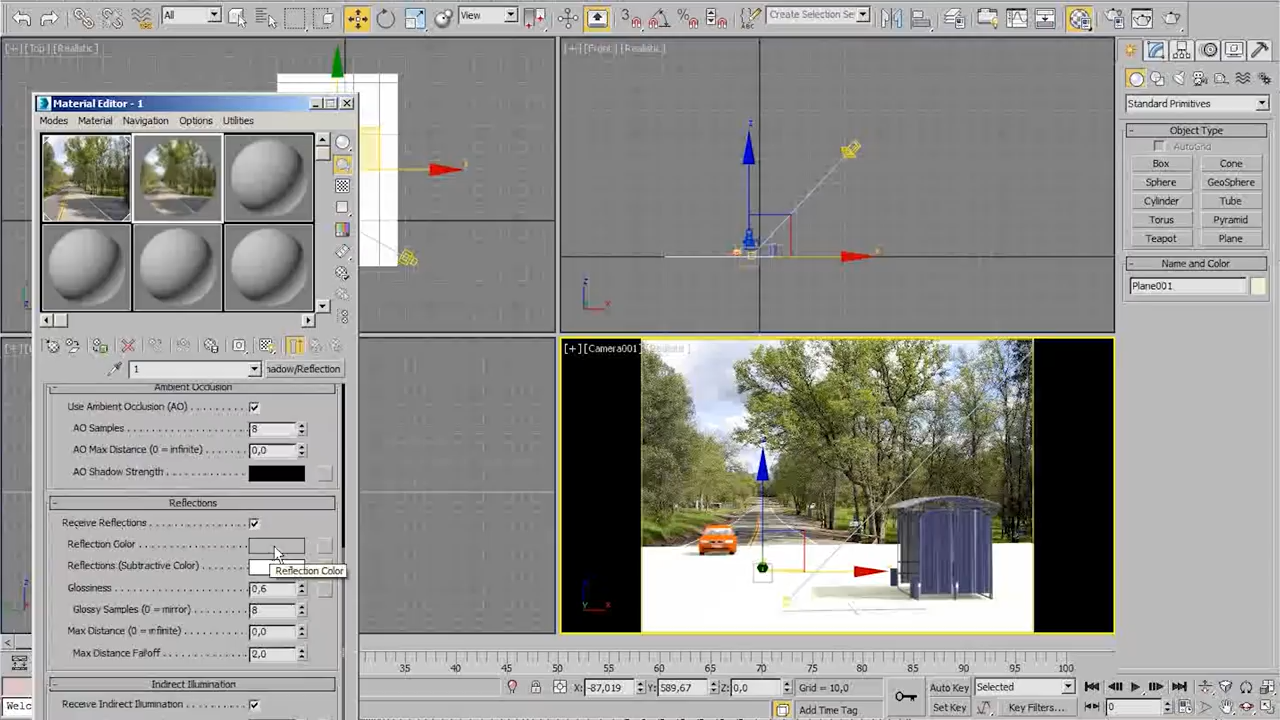 All
View
Create Selection Se
[+][Top][Realistic]
[+][Front][Realistic]
Material Editor - 1
Modes Material Navigation Options Utilities
Standard Primitives
Object Type
AutoGrid
Box Cone
Sphere GeoSphere
Cylinder Tube
Torus Pyramid
Teapot Plane
Name and Color
Plane001
z
x
[+][Camera001][Realistic]
1
hadow/Reflection
Ambient Occlusion
Use Ambient Occlusion (AO)
AO Samples 8
AO Max Distance (0 = infinite) 0,0
AO Shadow Strength
Reflections
Receive Reflections
Reflection Color
Reflections (Subtractive Color)
Reflection Color
Glossiness 0,6
Glossy Samples (0 = mirror) 8
Max Distance (0 = infinite) 0,0
Max Distance Falloff 2,0
Indirect Illumination
Receive Indirect Illumination
35 40 45 50 55 60 65 70 75 80 85 90 95 100
X: -87,019 Y: 589,67 Z: 0,0 Grid = 10,0
Auto Key Selected
Set Key Key Filters...
0
Welc
Add Time Tag